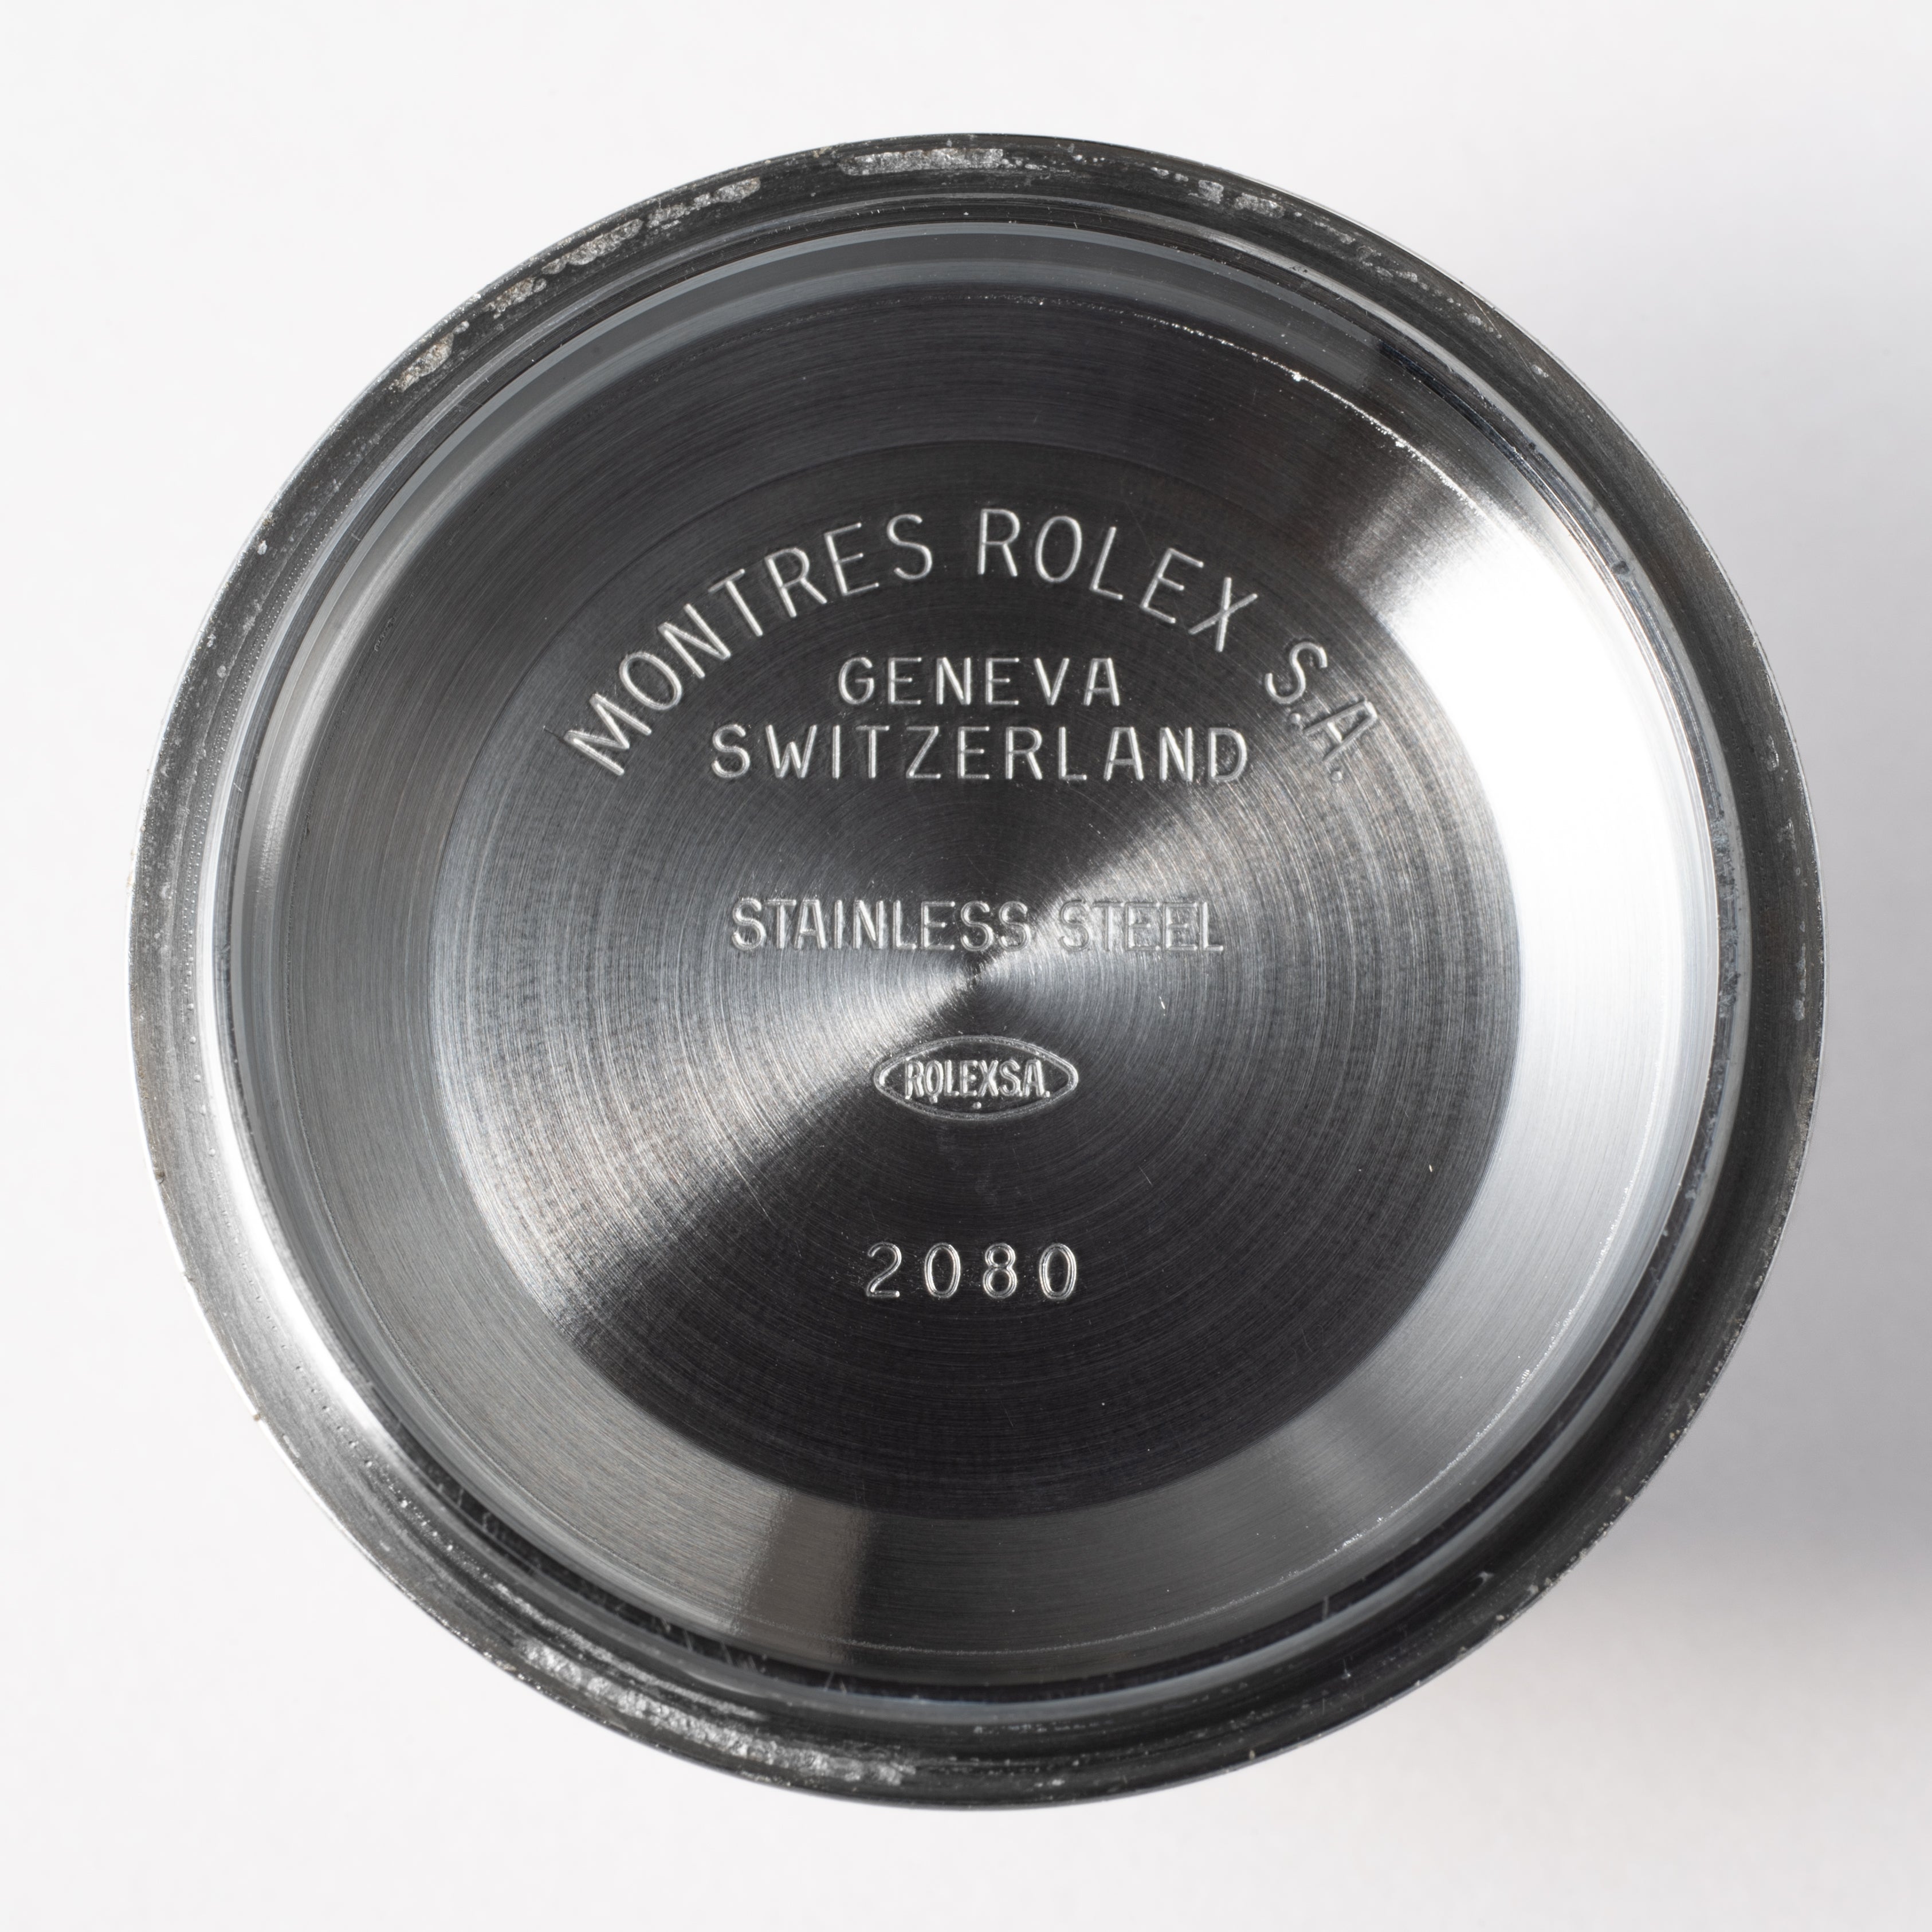 MONTRES ROLEX S.A.
GENEVA
SWITZERLAND
STAINLESS STEEL
ROLEX S.A.
2080